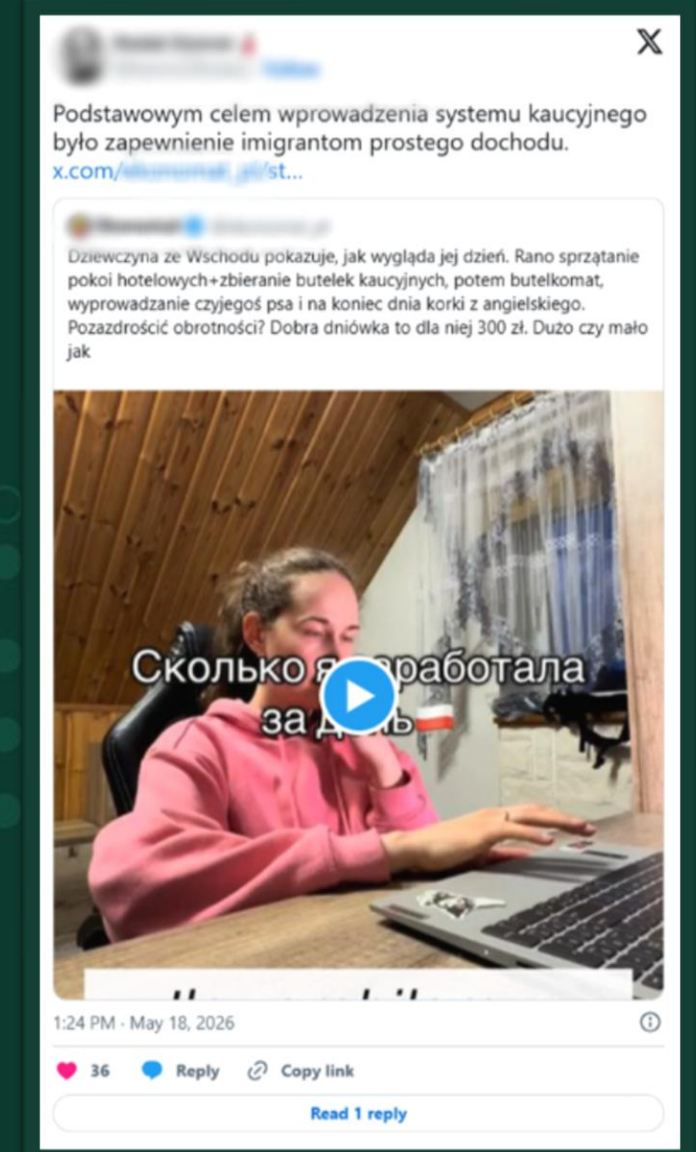 X
Podstawowym celem wprowadzenia systemu kaucyjnego
było zapewnienie imigrantom prostego dochodu.
x.com/ /st...
Dziewczyna ze Wschodu pokazuje, jak wygląda jej dzień. Rano sprzątanie
pokoi hotelowych+zbieranie butelek kaucyjnych, potem butelkomat,
wyprowadzanie czyjegoś psa i na koniec dnia korki z angielskiego.
Pozazdrościć obrotności? Dobra dniówka to dla niej 300 zł. Dużo czy mało
jak
Сколько я
за
1:24 PM · May 18, 2026
36 Reply Copy link
Read 1 reply